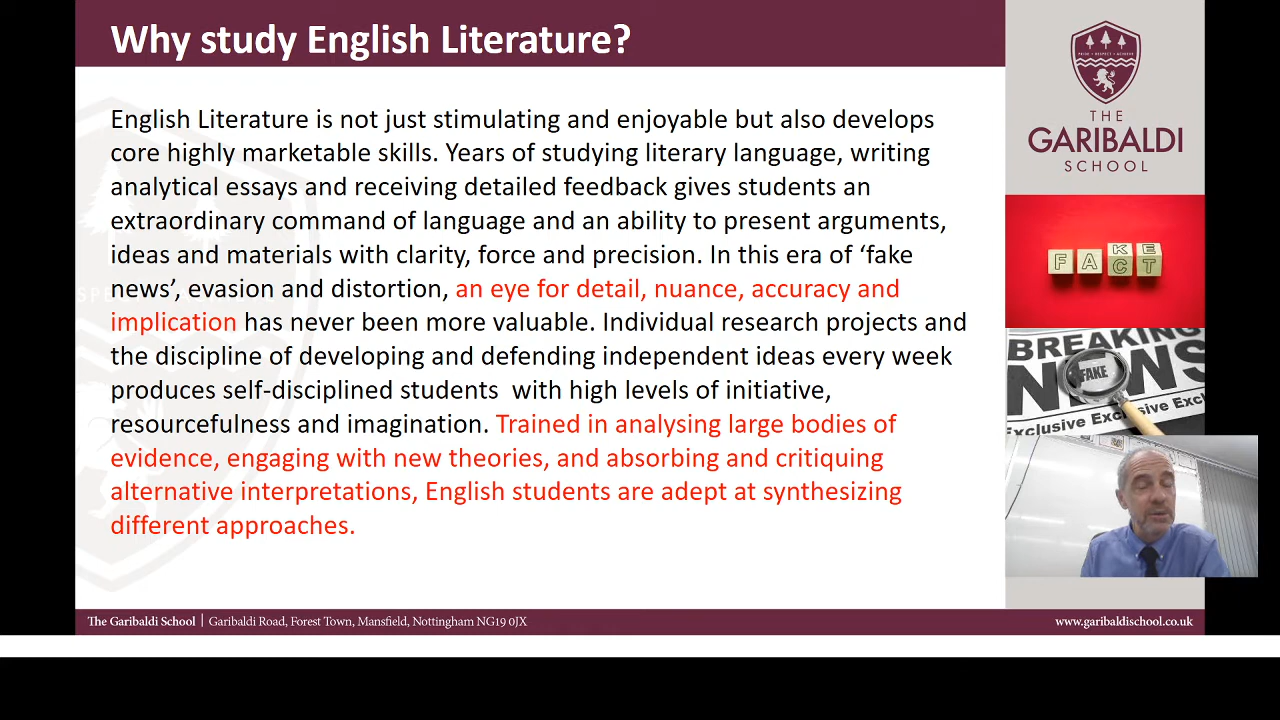 Why study English Literature?
English Literature is not just stimulating and enjoyable but also develops
core highly marketable skills. Years of studying literary language, writing
analytical essays and receiving detailed feedback gives students an
extraordinary command of language and an ability to present arguments,
ideas and materials with clarity, force and precision. In this era of ‘fake
news’, evasion and distortion, an eye for detail, nuance, accuracy and
implication has never been more valuable. Individual research projects and
the discipline of developing and defending independent ideas every week
produces self-disciplined students  with high levels of initiative,
resourcefulness and imagination. Trained in analysing large bodies of
evidence, engaging with new theories, and absorbing and critiquing
alternative interpretations, English students are adept at synthesizing
different approaches.
PRIDE • RESPECT • ACHIEVE
THE
GARIBALDI
SCHOOL
K E
F A C T
BREAKING
NEWS
FAKE
Exclusive Exclusive Exc
The Garibaldi School | Garibaldi Road, Forest Town, Mansfield, Nottingham NG19 0JX
www.garibaldischool.co.uk